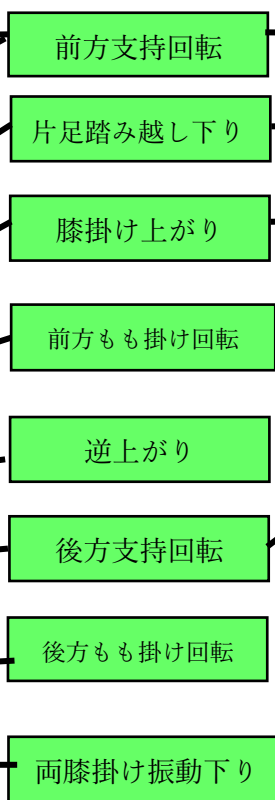 前方支持回転
片足踏み越し下り
膝掛け上がり
前方もも掛け回転
逆上がり
後方支持回転
後方もも掛け回転
両膝掛け振動下り